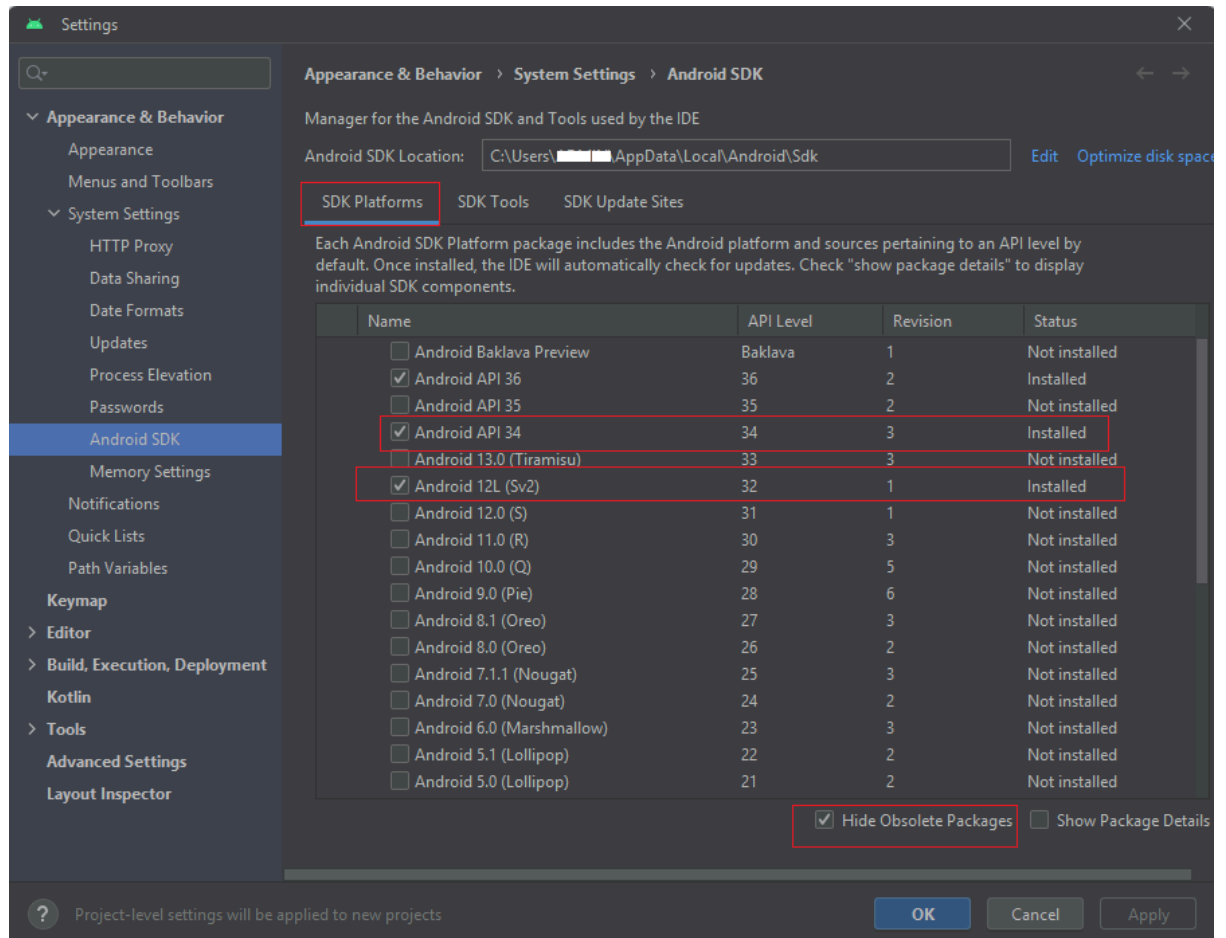 Settings
Appearance & Behavior › System Settings › Android SDK
Appearance & Behavior
Appearance
Menus and Toolbars
System Settings
HTTP Proxy
Data Sharing
Date Formats
Updates
Process Elevation
Passwords
Android SDK
Memory Settings
Notifications
Quick Lists
Path Variables
Keymap
Editor
Build, Execution, Deployment
Kotlin
Tools
Advanced Settings
Layout Inspector
Manager for the Android SDK and Tools used by the IDE
Android SDK Location: C:\Users\ \AppData\Local\Android\Sdk Edit Optimize disk space
SDK Platforms SDK Tools SDK Update Sites
Each Android SDK Platform package includes the Android platform and sources pertaining to an API level by
default. Once installed, the IDE will automatically check for updates. Check "show package details" to display
individual SDK components.
Name API Level Revision Status
Android Baklava Preview Baklava 1 Not installed
Android API 36 36 2 Installed
Android API 35 35 2 Not installed
Android API 34 34 3 Installed
Android 13.0 (Tiramisu) 33 3 Not installed
Android 12L (Sv2) 32 1 Installed
Android 12.0 (S) 31 1 Not installed
Android 11.0 (R) 30 3 Not installed
Android 10.0 (Q) 29 5 Not installed
Android 9.0 (Pie) 28 6 Not installed
Android 8.1 (Oreo) 27 3 Not installed
Android 8.0 (Oreo) 26 2 Not installed
Android 7.1.1 (Nougat) 25 3 Not installed
Android 7.0 (Nougat) 24 2 Not installed
Android 6.0 (Marshmallow) 23 3 Not installed
Android 5.1 (Lollipop) 22 2 Not installed
Android 5.0 (Lollipop) 21 2 Not installed
Hide Obsolete Packages Show Package Details
? Project-level settings will be applied to new projects
OK Cancel Apply